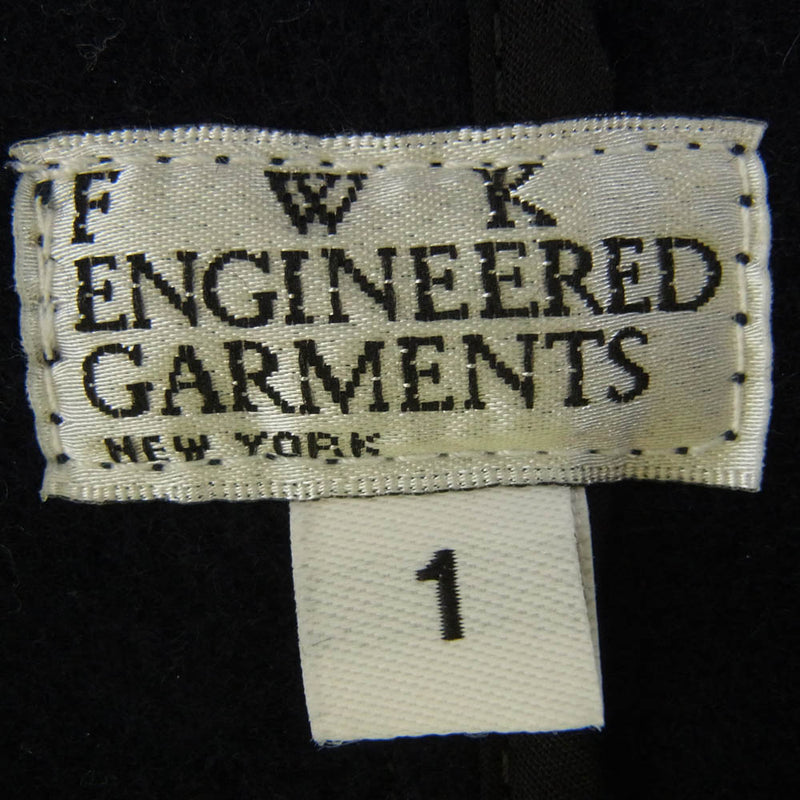 F W K
ENGINEERED
GARMENTS
NEW YORK
1